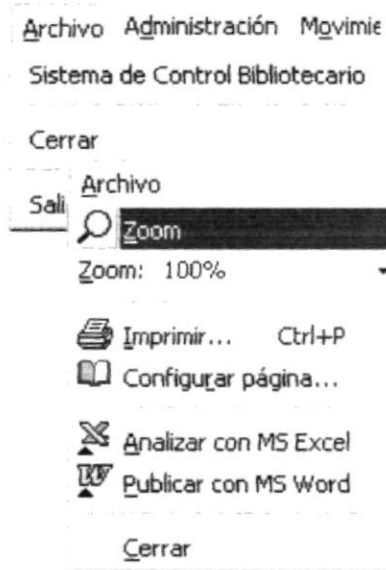 Archivo Administración Movimie
Sistema de Control Bibliotecario
Cerrar
Sali
Archivo
Zoom
Zoom: 100%
Imprimir... Ctrl+P
Configurar página...
Analizar con MS Excel
Publicar con MS Word
Cerrar